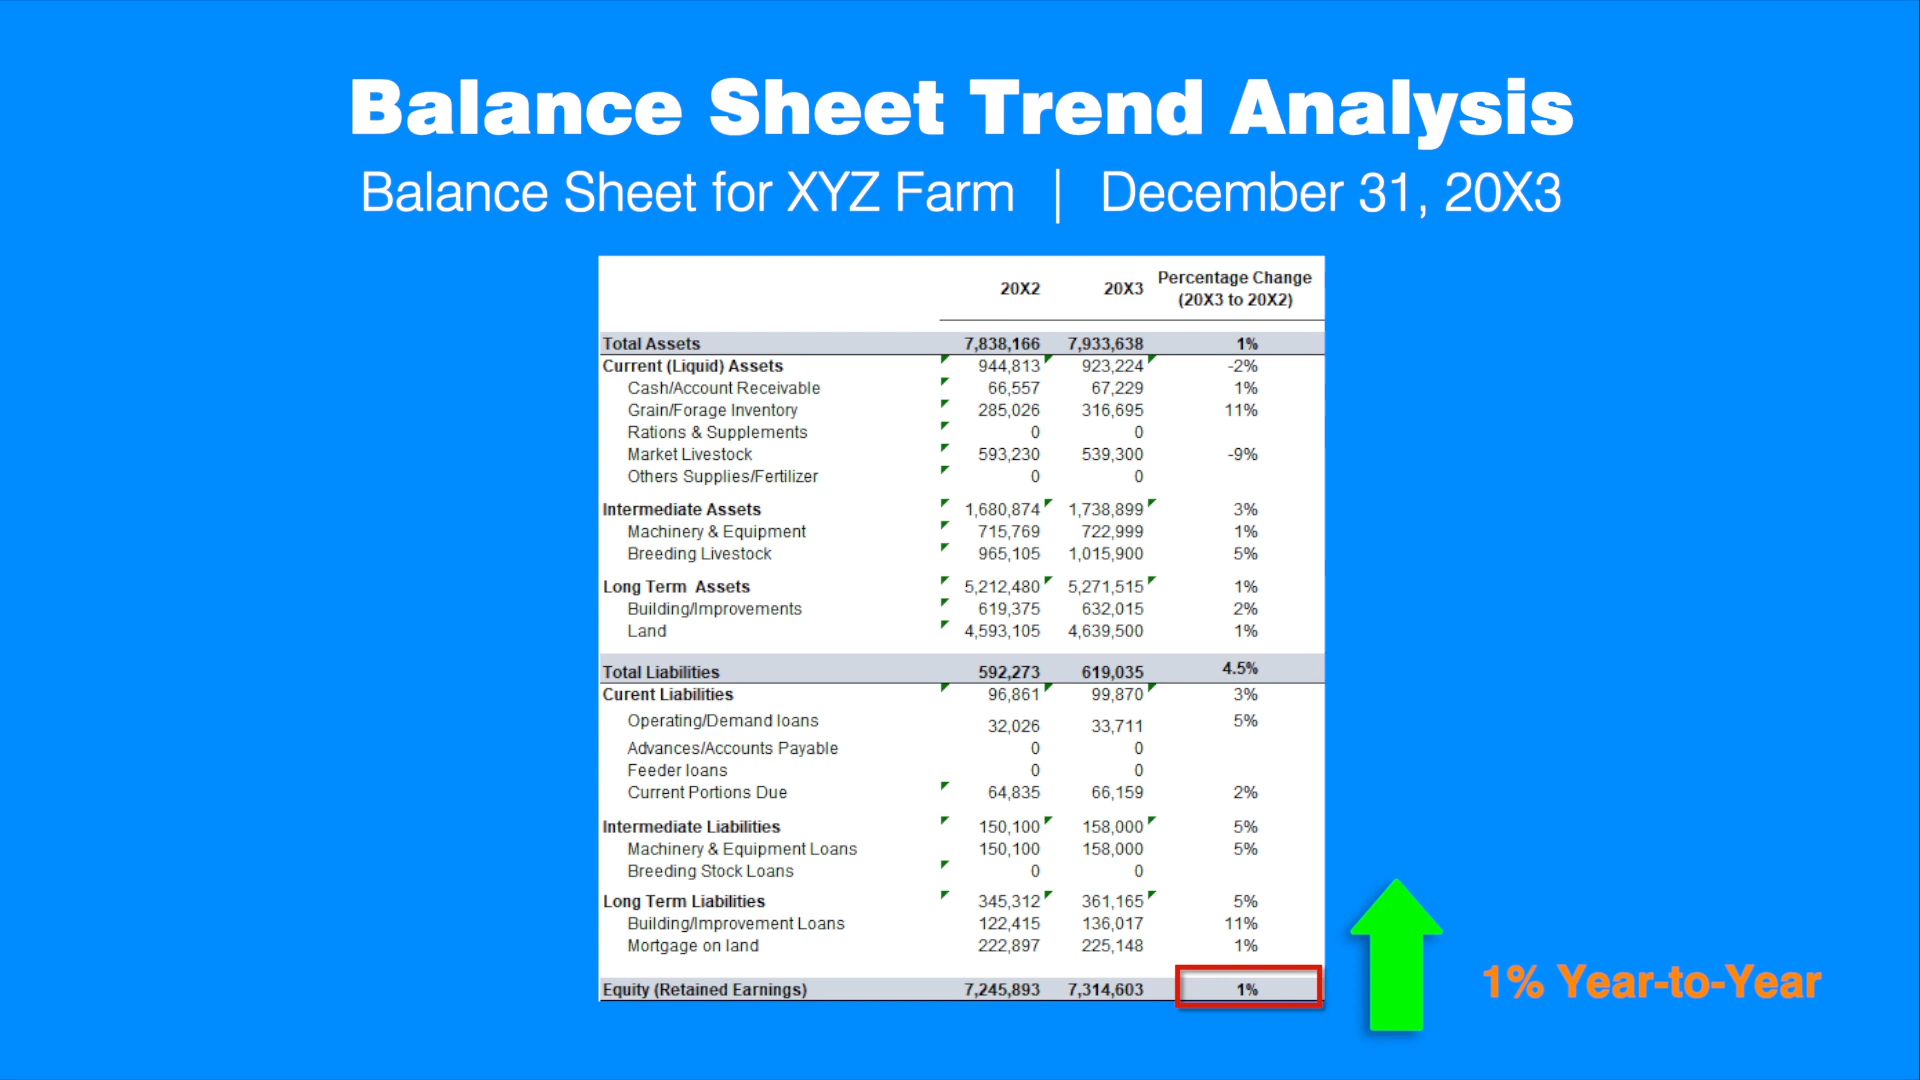 Balance Sheet Trend Analysis
Balance Sheet for XYZ Farm | December 31, 20X3
20X2 20X3 Percentage Change (20X3 to 20X2)
Total Assets 7,838,166 7,933,638 1%
Current (Liquid) Assets 944,813 923,224 -2%
Cash/Account Receivable 66,557 67,229 1%
Grain/Forage Inventory 285,026 316,695 11%
Rations & Supplements 0 0
Market Livestock 593,230 539,300 -9%
Others Supplies/Fertilizer 0 0
Intermediate Assets 1,680,874 1,738,899 3%
Machinery & Equipment 715,769 722,999 1%
Breeding Livestock 965,105 1,015,900 5%
Long Term Assets 5,212,480 5,271,515 1%
Building/Improvements 619,375 632,015 2%
Land 4,593,105 4,639,500 1%
Total Liabilities 592,273 619,035 4.5%
Curent Liabilities 96,861 99,870 3%
Operating/Demand loans 32,026 33,711 5%
Advances/Accounts Payable 0 0
Feeder loans 0 0
Current Portions Due 64,835 66,159 2%
Intermediate Liabilities 150,100 158,000 5%
Machinery & Equipment Loans 150,100 158,000 5%
Breeding Stock Loans 0 0
Long Term Liabilities 345,312 361,165 5%
Building/Improvement Loans 122,415 136,017 11%
Mortgage on land 222,897 225,148 1%
Equity (Retained Earnings) 7,245,893 7,314,603 1%
1% Year-to-Year